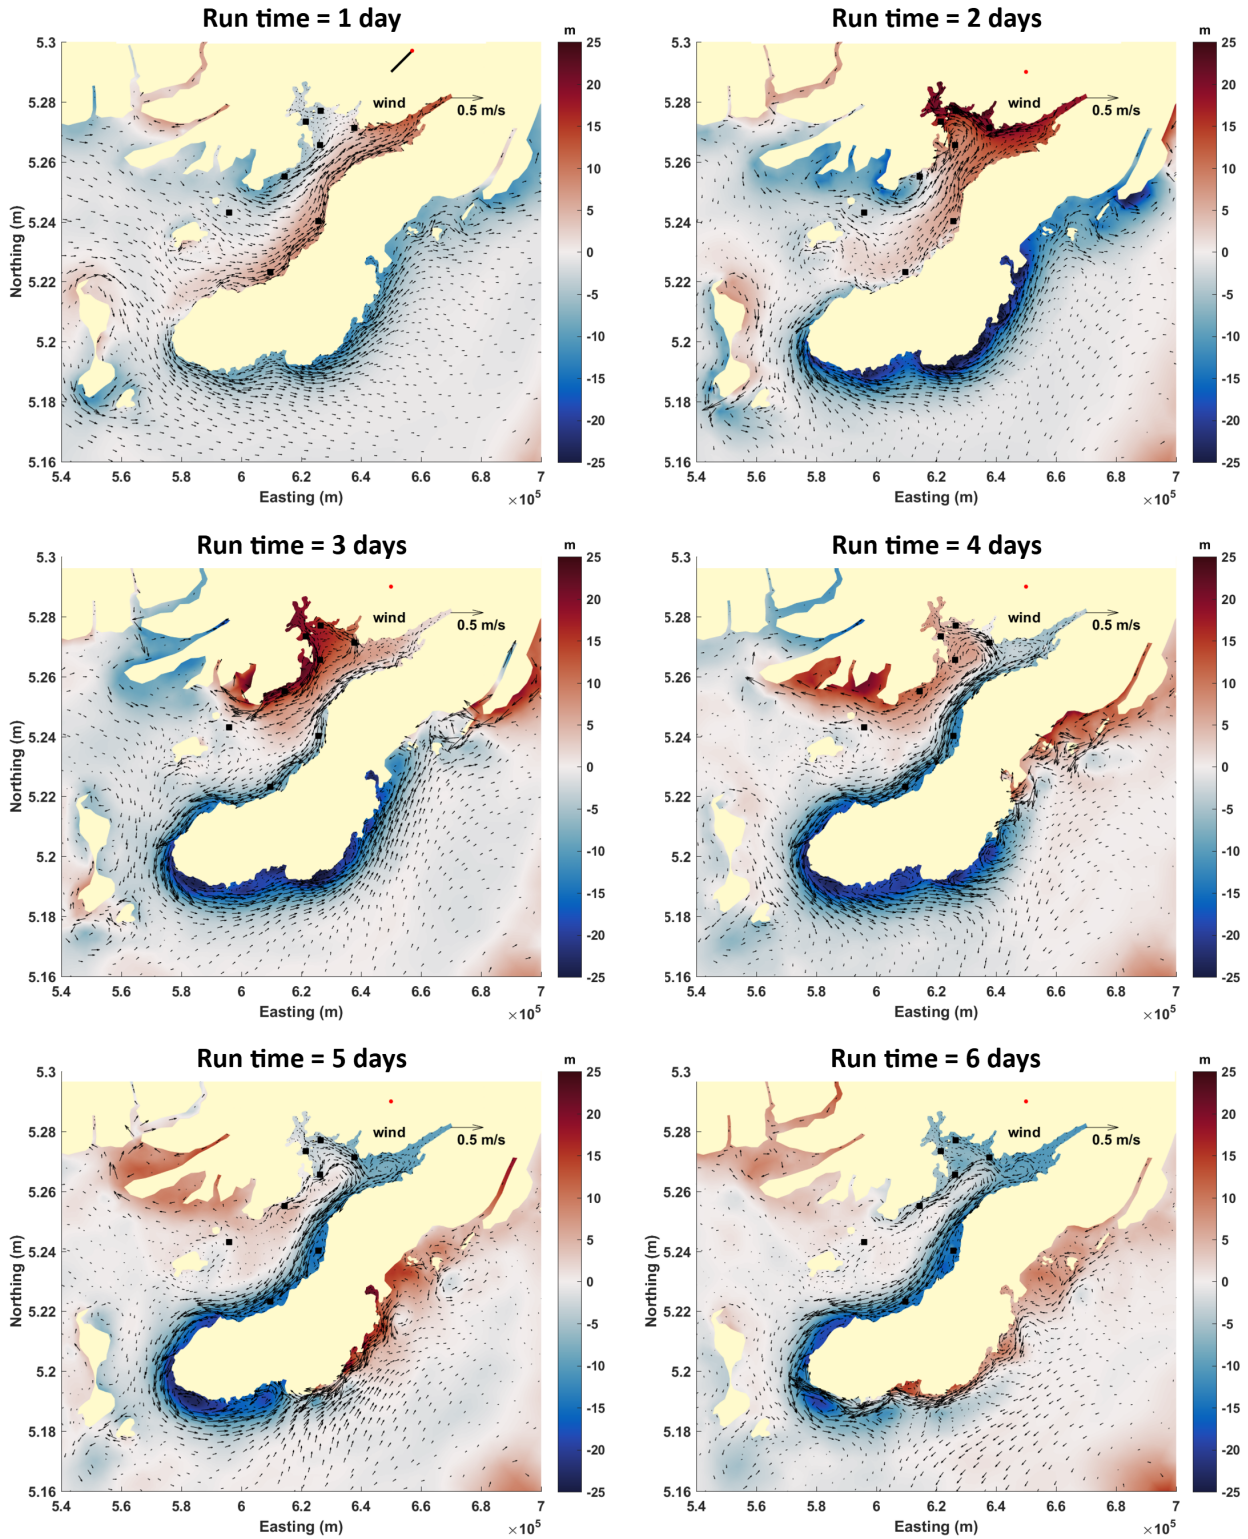 Run time = 1 day
m
5.3
5.28
5.26
5.24
5.22
5.2
5.18
5.16
Northing (m)
wind
0.5 m/s
25
20
15
10
5
0
-5
-10
-15
-20
-25
5.4 5.6 5.8 6 6.2 6.4 6.6 6.8 7
Easting (m)
×10⁵
Run time = 2 days
m
5.3
5.28
5.26
5.24
5.22
5.2
5.18
5.16
Northing (m)
wind
0.5 m/s
25
20
15
10
5
0
-5
-10
-15
-20
-25
5.4 5.6 5.8 6 6.2 6.4 6.6 6.8 7
Easting (m)
×10⁵
Run time = 3 days
m
5.3
5.28
5.26
5.24
5.22
5.2
5.18
5.16
Northing (m)
wind
0.5 m/s
25
20
15
10
5
0
-5
-10
-15
-20
-25
5.4 5.6 5.8 6 6.2 6.4 6.6 6.8 7
Easting (m)
×10⁵
Run time = 4 days
m
5.3
5.28
5.26
5.24
5.22
5.2
5.18
5.16
Northing (m)
wind
0.5 m/s
25
20
15
10
5
0
-5
-10
-15
-20
-25
5.4 5.6 5.8 6 6.2 6.4 6.6 6.8 7
Easting (m)
×10⁵
Run time = 5 days
m
5.3
5.28
5.26
5.24
5.22
5.2
5.18
5.16
Northing (m)
wind
0.5 m/s
25
20
15
10
5
0
-5
-10
-15
-20
-25
5.4 5.6 5.8 6 6.2 6.4 6.6 6.8 7
Easting (m)
×10⁵
Run time = 6 days
m
5.3
5.28
5.26
5.24
5.22
5.2
5.18
5.16
Northing (m)
wind
0.5 m/s
25
20
15
10
5
0
-5
-10
-15
-20
-25
5.4 5.6 5.8 6 6.2 6.4 6.6 6.8 7
Easting (m)
×10⁵